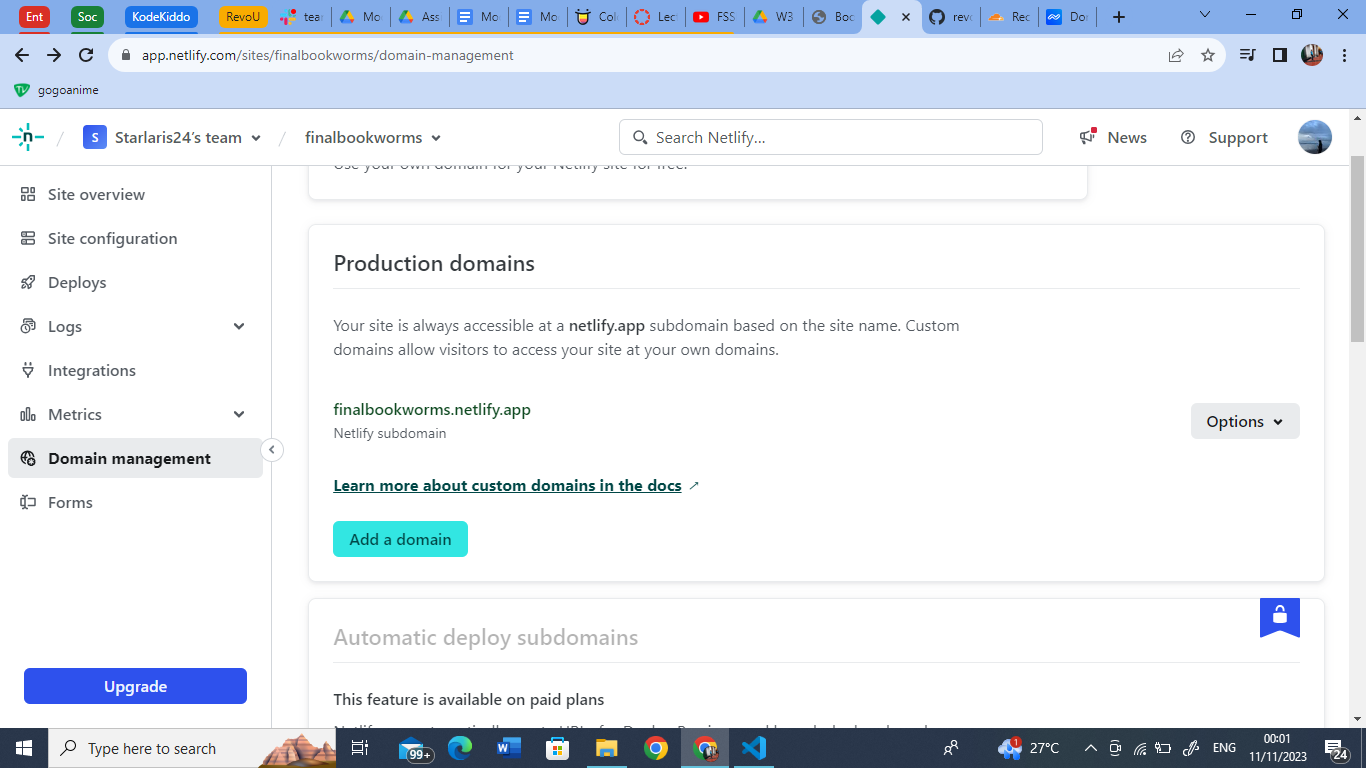 Ent
Soc
KodeKiddo
RevoU
tea
Mo
Assi
Mo
Mo
Col
Lec
FSS
W3
Boo
revo
Rec
Do
app.netlify.com/sites/finalbookworms/domain-management
gogoanime
n
S
Starlaris24's team
finalbookworms
Search Netlify...
News
Support
Use your own domain for your Netlify site for free.
Site overview
Site configuration
Deploys
Logs
Integrations
Metrics
Domain management
Forms
Upgrade
Production domains
Your site is always accessible at a netlify.app subdomain based on the site name. Custom
domains allow visitors to access your site at your own domains.
finalbookworms.netlify.app
Netlify subdomain
Options
Learn more about custom domains in the docs
Add a domain
Automatic deploy subdomains
This feature is available on paid plans
Type here to search
99+
1
27°C
ENG
00:01
11/11/2023
24